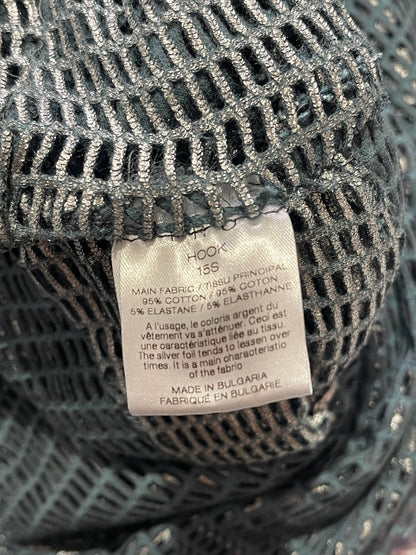 HOOK
15S
MAIN FABRIC / TISSU PRINCIPAL
95% COTTON / 95% COTON
5% ELASTANE / 5% ELASTHANNE
A l'usage, le coloris argent du
vêtement va s'atténuer. Ceci est
une caractéristique liée au tissu
The silver foil tends to lessen over
times. It is a main characteristic
of the fabric
MADE IN BULGARIA
FABRIQUÉ EN BULGARIE